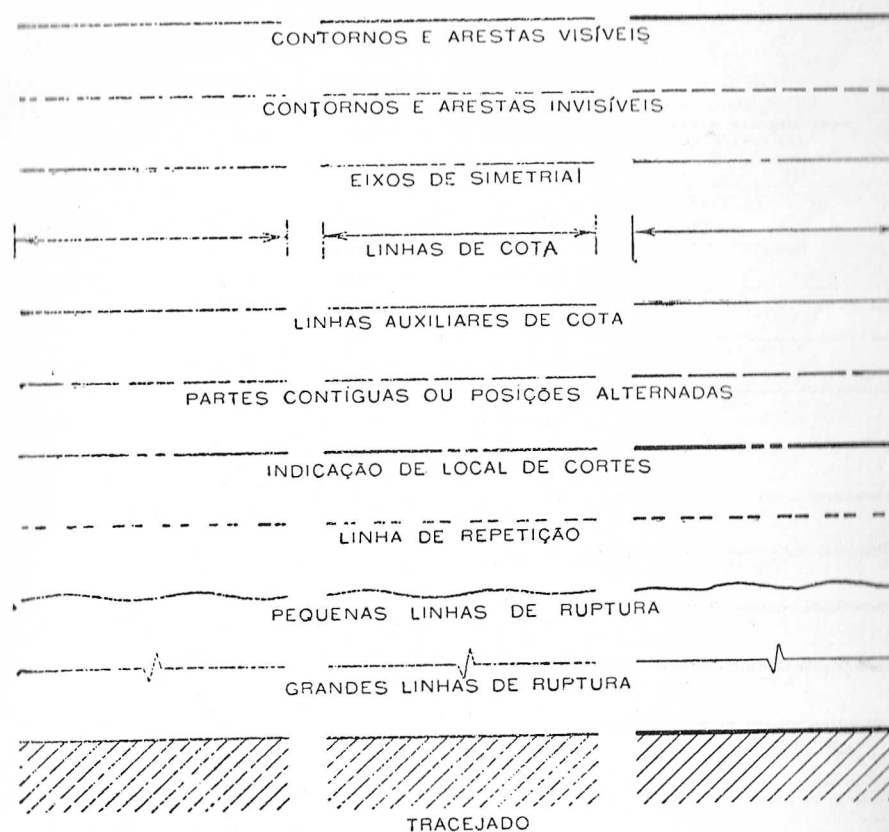 CONTORNOS E ARESTAS VISÍVEIS
CONTORNOS E ARESTAS INVISÍVEIS
EIXOS DE SIMETRIAI
LINHAS DE COTA
LINHAS AUXILIARES DE COTA
PARTES CONTÍGUAS OU POSIÇÕES ALTERNADAS
INDICAÇÃO DE LOCAL DE CORTES
LINHA DE REPETIÇÃO
PEQUENAS LINHAS DE RUPTURA
GRANDES LINHAS DE RUPTURA
TRACEJADO